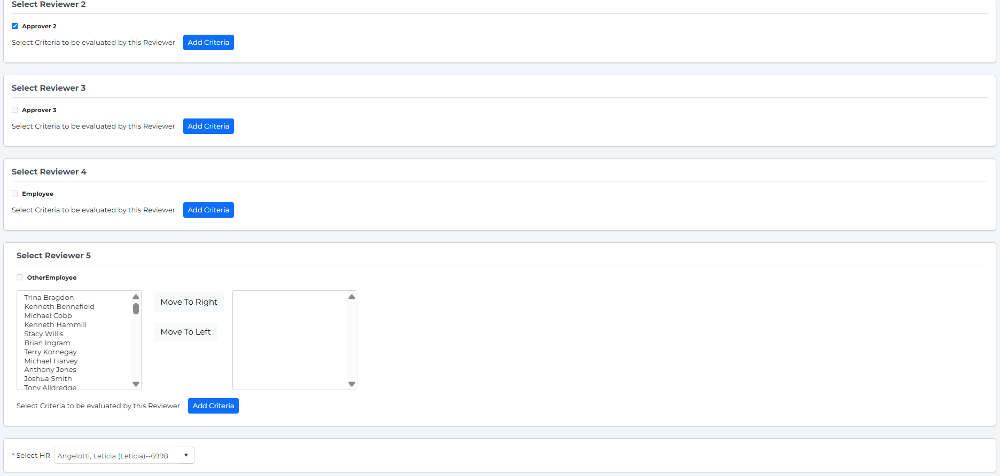 Select Reviewer 2
Approver 2
Select Criteria to be evaluated by this Reviewer Add Criteria
Select Reviewer 3
Approver 3
Select Criteria to be evaluated by this Reviewer Add Criteria
Select Reviewer 4
Employee
Select Criteria to be evaluated by this Reviewer Add Criteria
Select Reviewer 5
OtherEmployee
Trina Bragdon
Kenneth Bennefield
Michael Cobb
Kenneth Hammill
Stacy Willis
Brian Ingram
Terry Kornegay
Michael Harvey
Anthony Jones
Joshua Smith
Tony Alldredge
Move To Right
Move To Left
Select Criteria to be evaluated by this Reviewer Add Criteria
* Select HR Angelotti, Leticia (Leticia)--6998